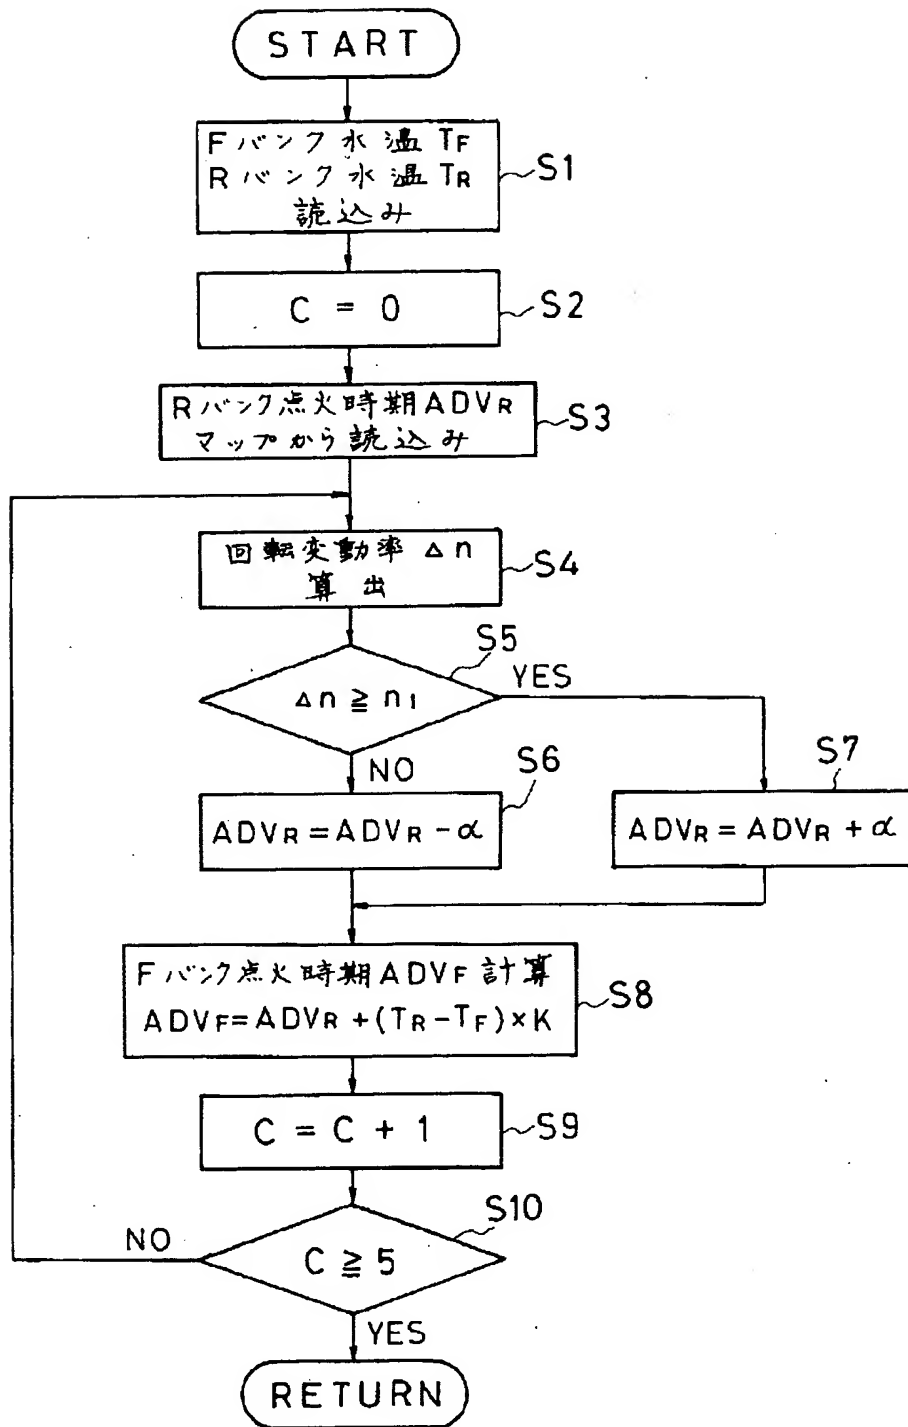 START
Fバンク水温 TF
Rバンク水温 TR
読込み
S1
C = 0
S2
Rバンク点火時期ADVR
マップから読込み
S3
回転変動率 Δn
算出
S4
S5
Δn ≧ n1
YES
NO
S6
ADVR = ADVR - α
S7
ADVR = ADVR + α
Fバンク点火時期ADVF計算
ADVF = ADVR + (TR - TF) × K
S8
C = C + 1
S9
S10
NO
C ≧ 5
YES
RETURN